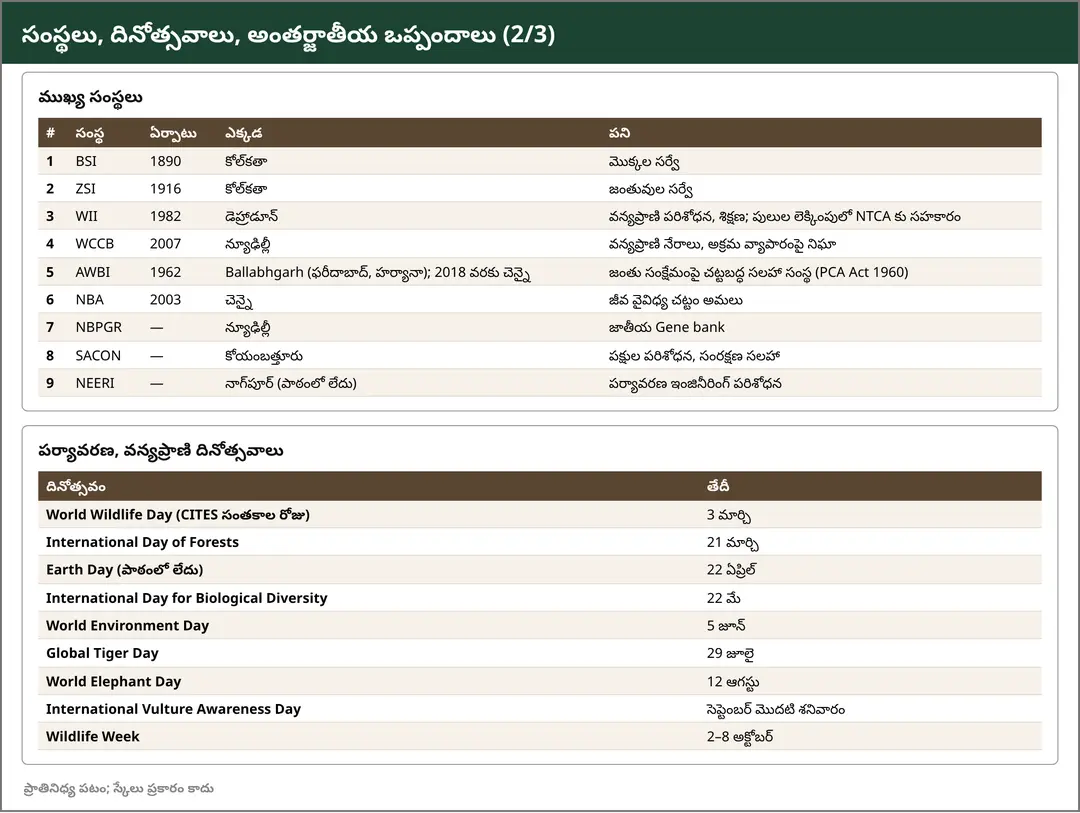 సంస్థలు, దినోత్సవాలు, అంతర్జాతీయ ఒప్పందాలు (2/3)
ముఖ్య సంస్థలు
# సంస్థ ఏర్పాటు ఎక్కడ పని
1 BSI 1890 కోల్‌కతా మొక్కల సర్వే
2 ZSI 1916 కోల్‌కతా జంతువుల సర్వే
3 WII 1982 డెహ్రాడూన్ వన్యప్రాణి పరిశోధన, శిక్షణ; పులుల లెక్కింపులో NTCA కు సహకారం
4 WCCB 2007 న్యూఢిల్లీ వన్యప్రాణి నేరాలు, అక్రమ వ్యాపారంపై నిఘా
5 AWBI 1962 Ballabhgarh (ఫరీదాబాద్, హర్యానా); 2018 వరకు చెన్నై జంతు సంక్షేమంపై చట్టబద్ధ సలహా సంస్థ (PCA Act 1960)
6 NBA 2003 చెన్నై జీవ వైవిధ్య చట్టం అమలు
7 NBPGR — న్యూఢిల్లీ జాతీయ Gene bank
8 SACON — కోయంబత్తూరు పక్షుల పరిశోధన, సంరక్షణ సలహా
9 NEERI — నాగ్‌పూర్ (పాఠంలో లేదు) పర్యావరణ ఇంజినీరింగ్ పరిశోధన
పర్యావరణ, వన్యప్రాణి దినోత్సవాలు
దినోత్సవం తేదీ
World Wildlife Day (CITES సంతకాల రోజు) 3 మార్చి
International Day of Forests 21 మార్చి
Earth Day (పాఠంలో లేదు) 22 ఏప్రిల్
International Day for Biological Diversity 22 మే
World Environment Day 5 జూన్
Global Tiger Day 29 జూలై
World Elephant Day 12 ఆగస్టు
International Vulture Awareness Day సెప్టెంబర్ మొదటి శనివారం
Wildlife Week 2–8 అక్టోబర్
ప్రాతినిధ్య పటం; స్కేలు ప్రకారం కాదు